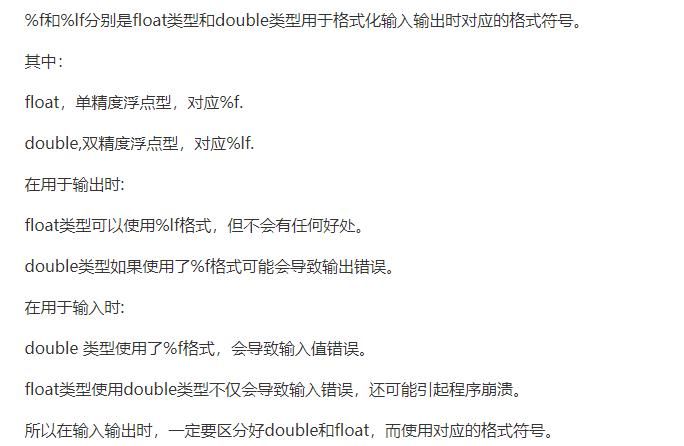 %f和%lf分别是float类型和double类型用于格式化输入输出时对应的格式符号。
其中：
float，单精度浮点型，对应%f.
double,双精度浮点型，对应%lf.
在用于输出时:
float类型可以使用%lf格式，但不会有任何好处。
double类型如果使用了%f格式可能会导致输出错误。
在用于输入时:
double 类型使用了%f格式，会导致输入值错误。
float类型使用double类型不仅会导致输入错误，还可能引起程序崩溃。
所以在输入输出时，一定要区分好double和float，而使用对应的格式符号。